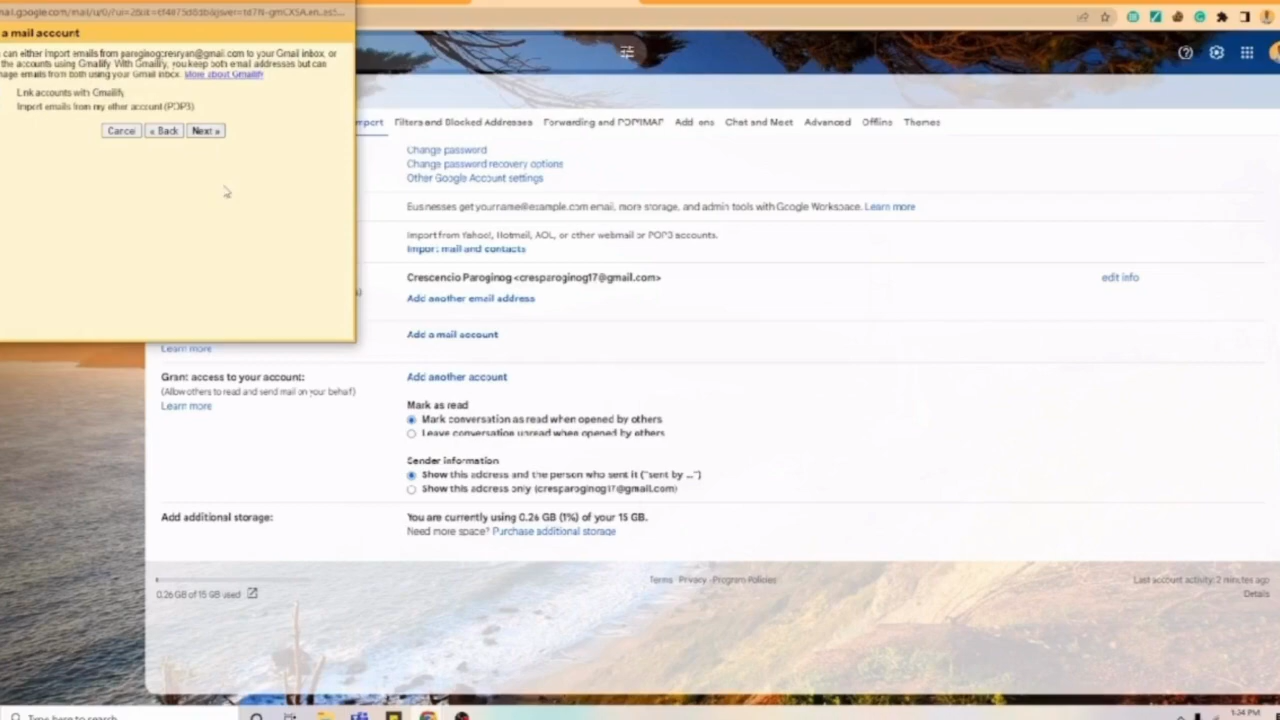 a mail account
can either import emails from paroginogcresryan@gmail.com to your Gmail inbox, or
the accounts using Gmailify With Gmailify, you keep both email addresses but can
nage emails from both using your Gmail inbox. More about Gmailify
Link accounts with Gmailify
Import emails from my other account (POP3)
Cancel « Back Next »
mport Filters and Blocked Addresses Forwarding and POP/IMAP Add-ons Chat and Meet Advanced Offline Themes
Change password
Change password recovery options
Other Google Account settings
Businesses get yourname@example.com email, more storage, and admin tools with Google Workspace. Learn more
Import from Yahoo!, Hotmail, AOL, or other webmail or POP3 accounts.
Import mail and contacts
Crescencio Paroginog <cresparoginog17@gmail.com> edit info
Add another email address
Add a mail account
Learn more
Grant access to your account: Add another account
(Allow others to read and send mail on your behalf)
Learn more
Mark as read
Mark conversation as read when opened by others
Leave conversation unread when opened by others
Sender information
Show this address and the person who sent it ("sent by ...")
Show this address only (cresparoginog17@gmail.com)
Add additional storage: You are currently using 0.26 GB (1%) of your 15 GB.
Need more space? Purchase additional storage
Terms · Privacy · Program Policies Last account activity: 2 minutes ago
0.26 GB of 15 GB used Details
Type here to search
1:24 PM